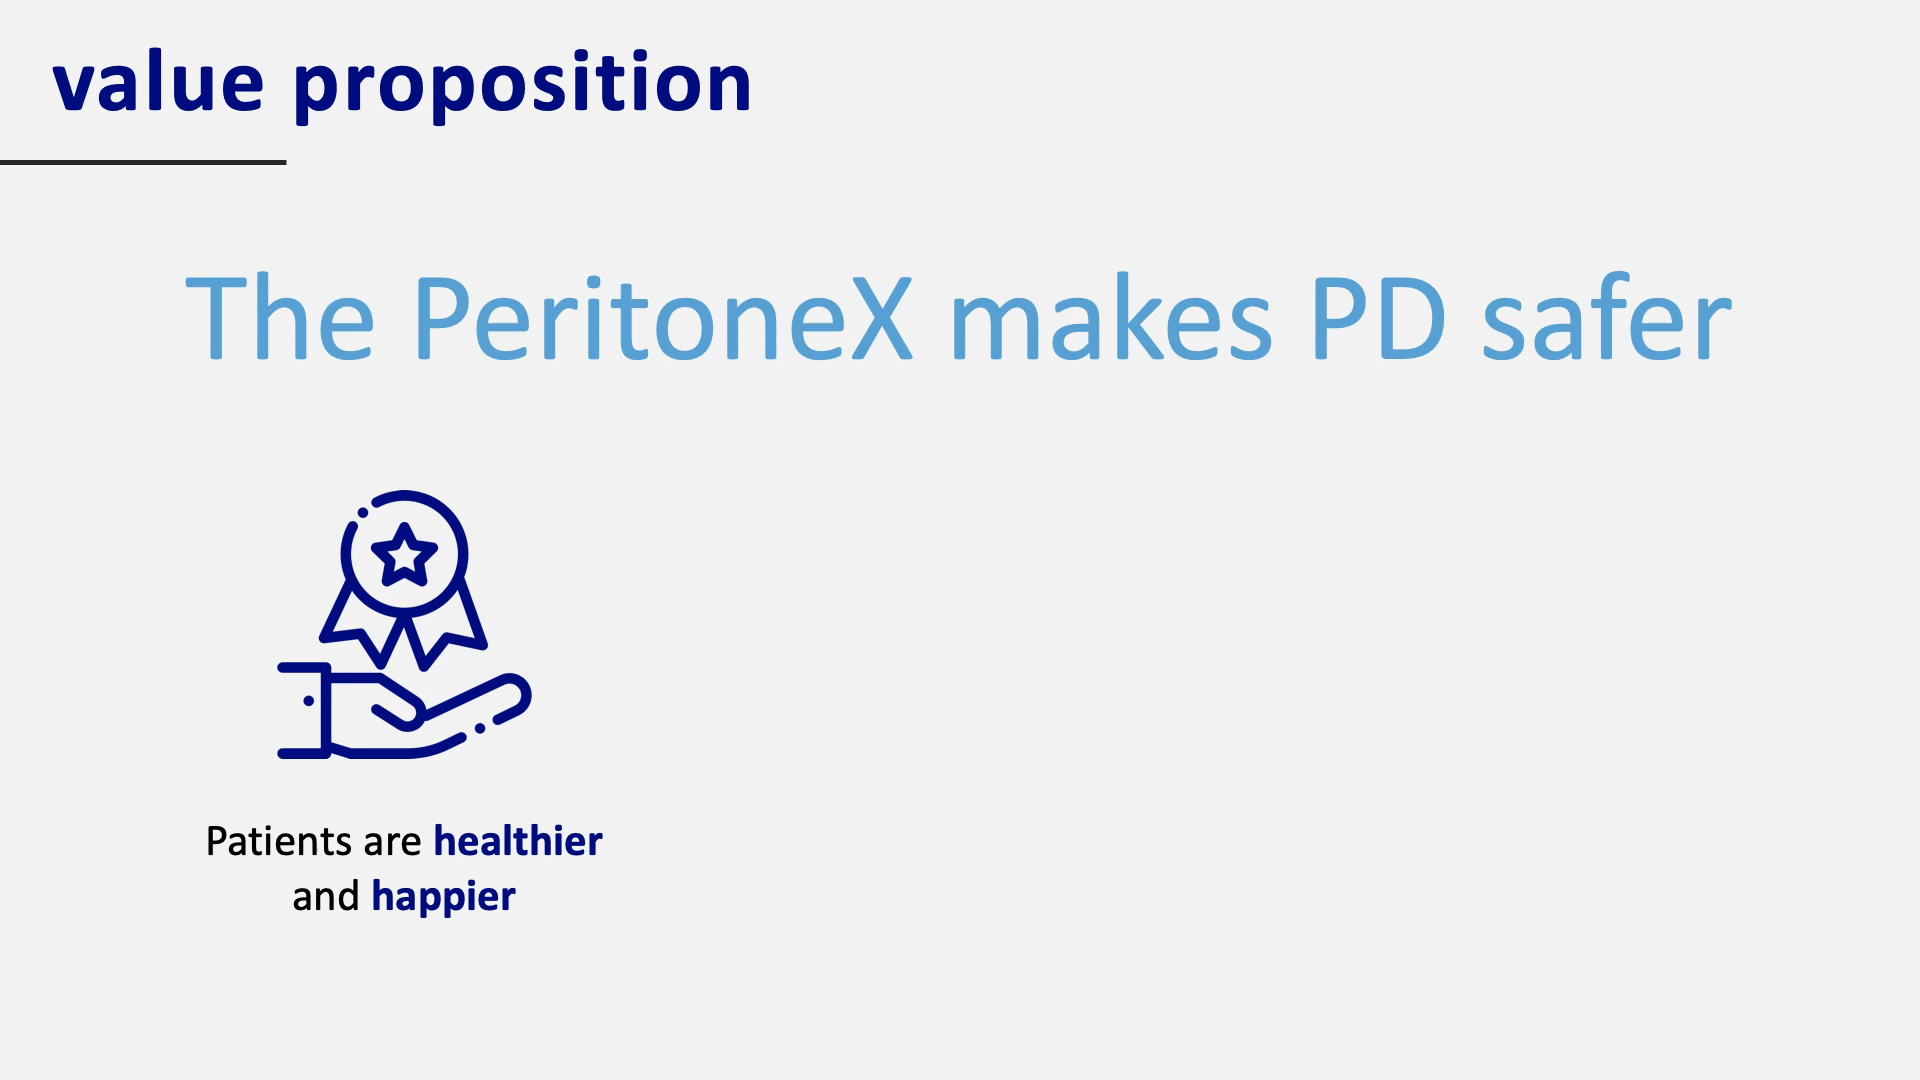 value proposition
The PeritoneX makes PD safer
Patients are healthier
and happier